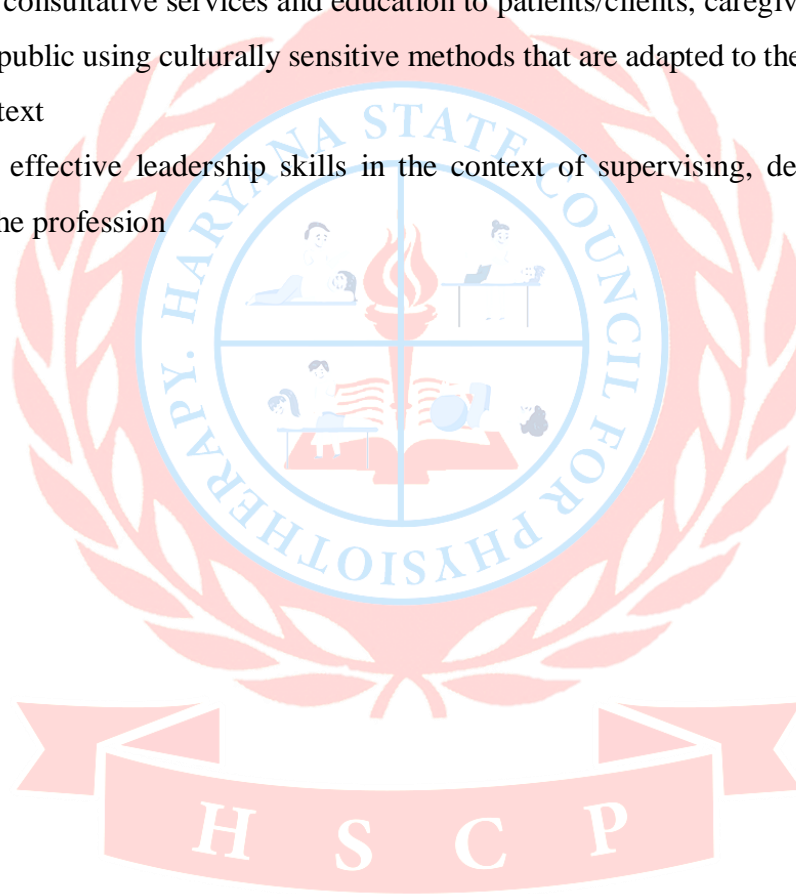 consultative services and education to patients/clients, caregiv
public using culturally sensitive methods that are adapted to the
text
effective leadership skills in the context of supervising, de
he profession
HARYANA STATE COUNCIL FOR PHYSIOTHERAPY.
H S C P